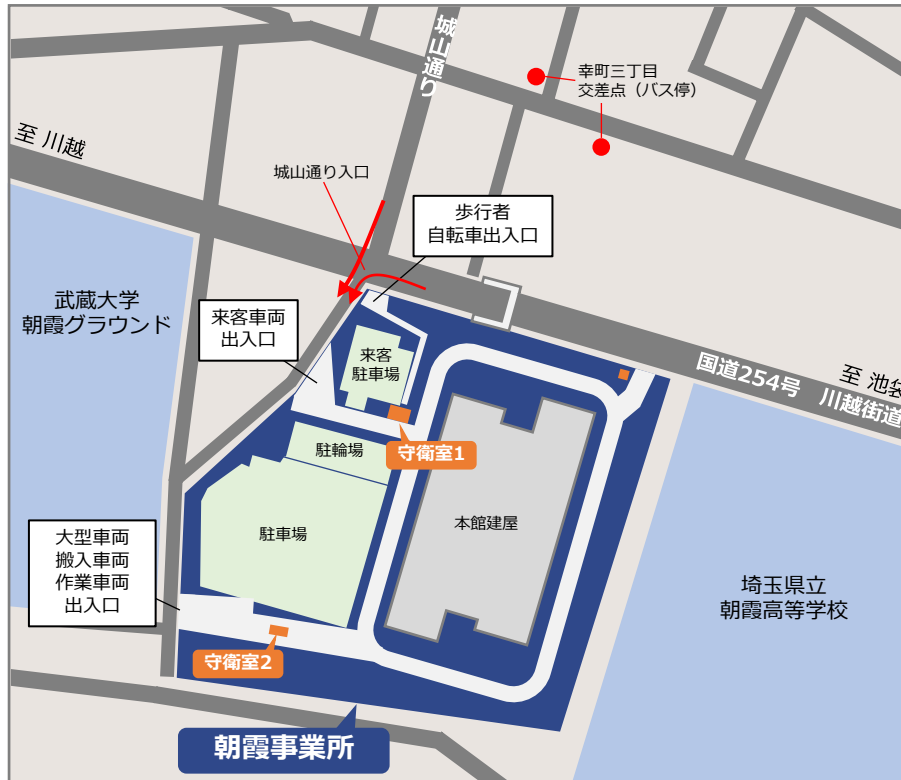 城山通り
幸町三丁目
交差点（バス停）
至 川越
城山通り入口
歩行者
自転車出入口
武蔵大学
朝霞グラウンド
来客車両
出入口
来客
駐車場
国道254号　川越街道
至 池袋
駐輪場
守衛室1
大型車両
搬入車両
作業車両
出入口
駐車場
本館建屋
埼玉県立
朝霞高等学校
守衛室2
朝霞事業所